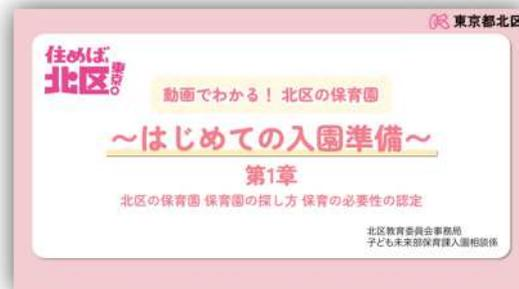 東京都北区
住めば、
北区東京。
動画でわかる! 北区の保育園
~はじめての入園準備~
第1章
北区の保育園 保育園の探し方 保育の必要性の認定
北区教育委員会事務局
子ども未来部保育課入園相談係